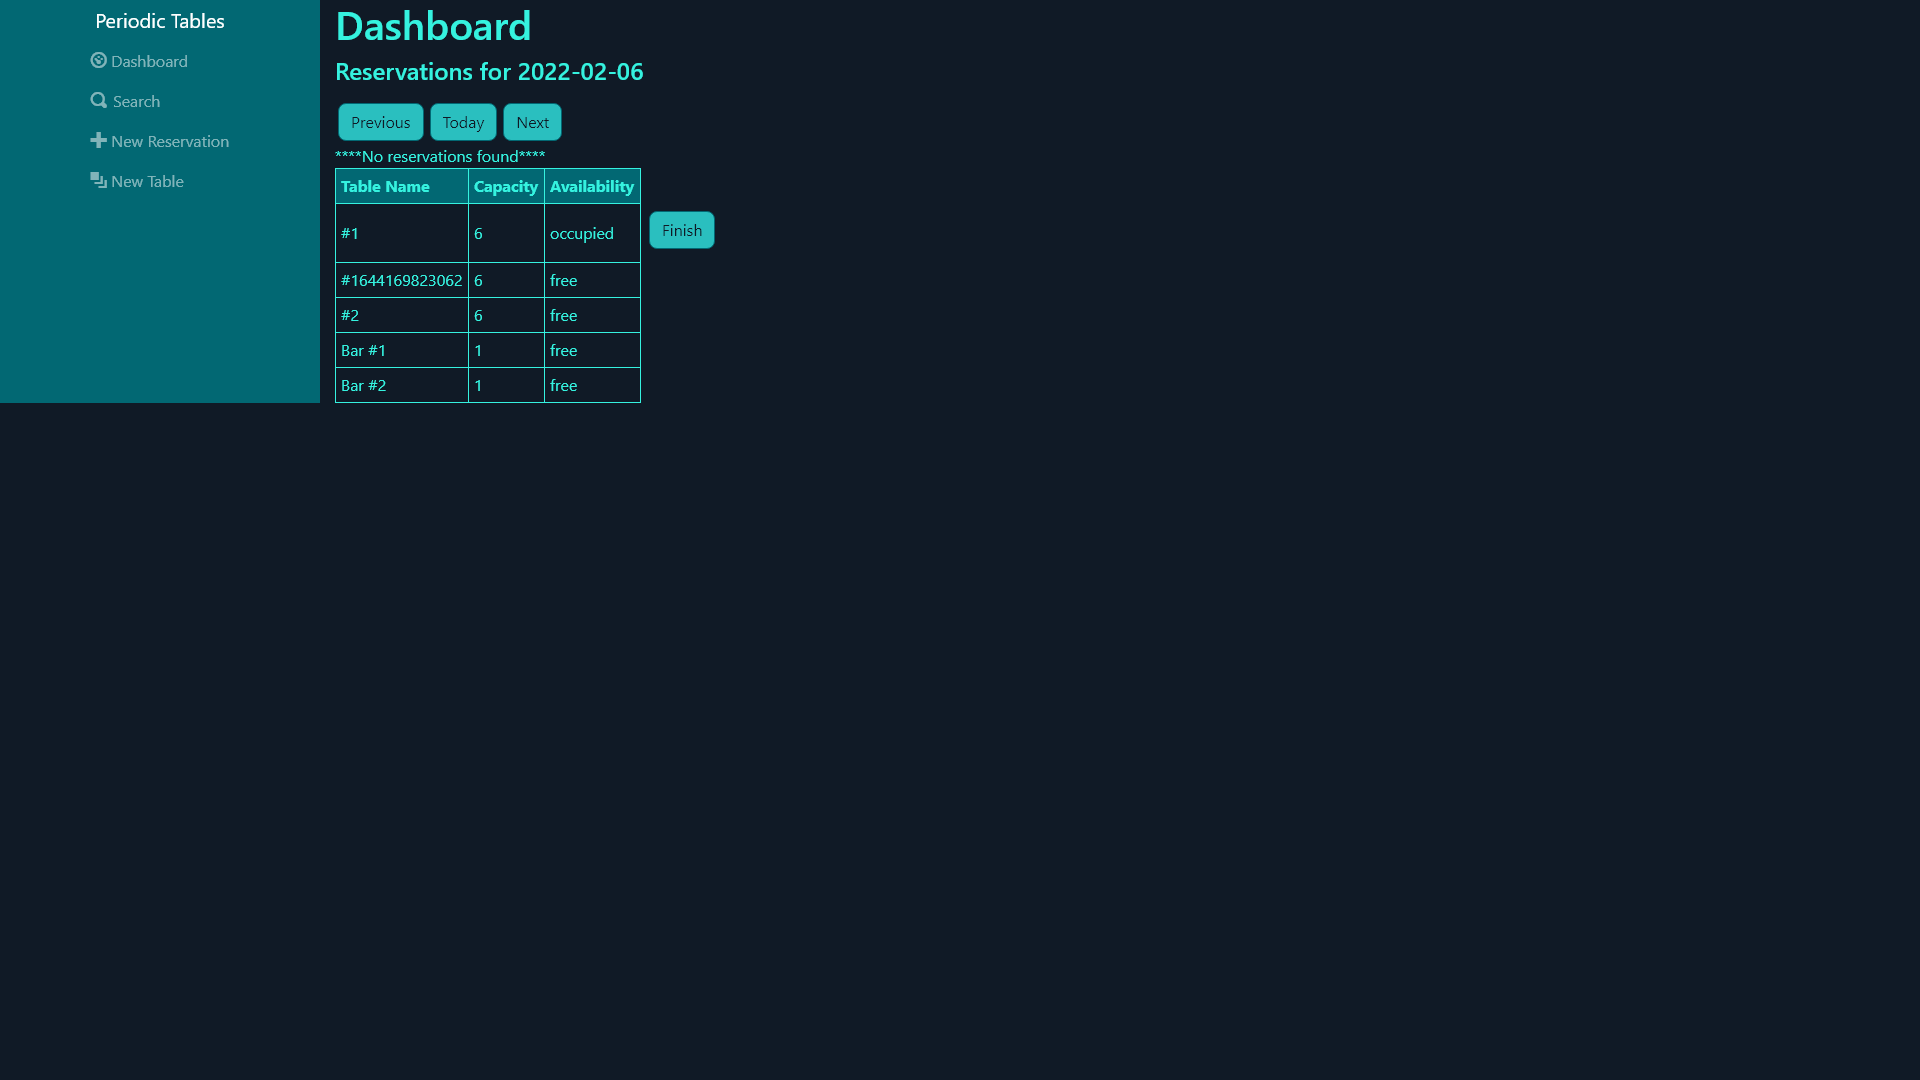 Periodic Tables
Dashboard
Search
New Reservation
New Table
Dashboard
Reservations for 2022-02-06
Previous Today Next
****No reservations found****
Table Name Capacity Availability
#1 6 occupied Finish
#1644169823062 6 free
#2 6 free
Bar #1 1 free
Bar #2 1 free